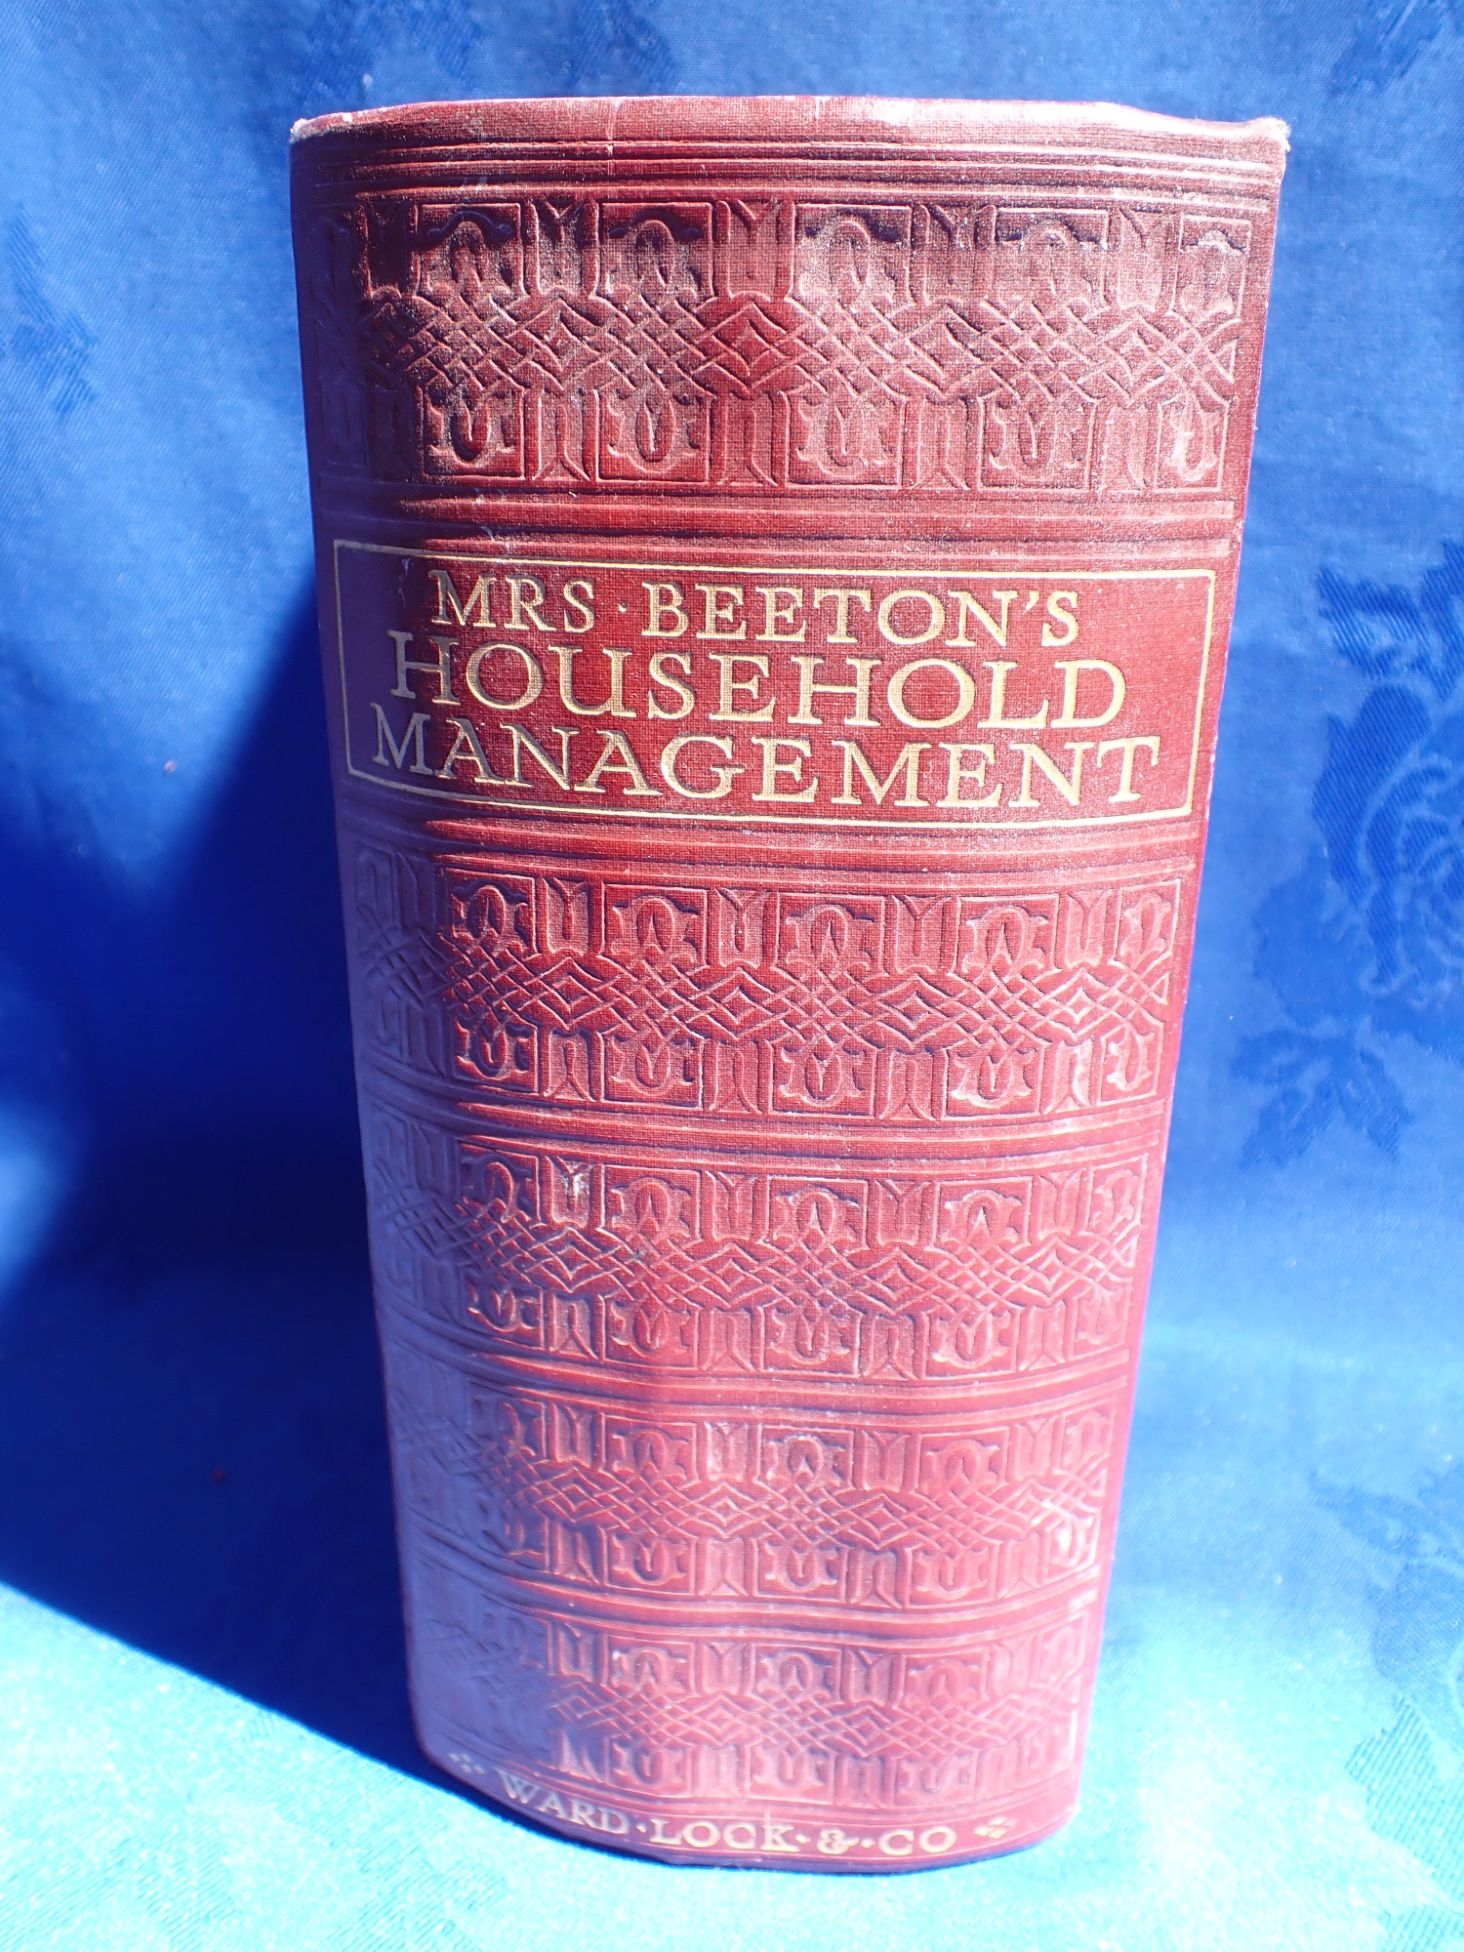 MRS · BEETON'S
HOUSEHOLD
MANAGEMENT
WARD · LOCK · & · CO